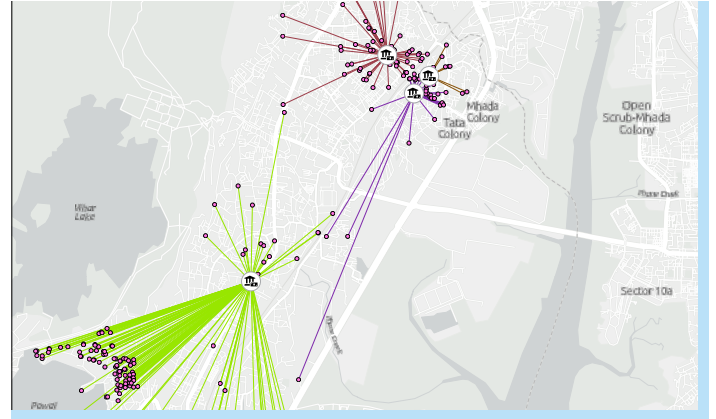 Mhada
Colony
Tata
Colony
Open
Scrub-Mhada
Colony
Vihar
Lake
Sector 10a
Powai